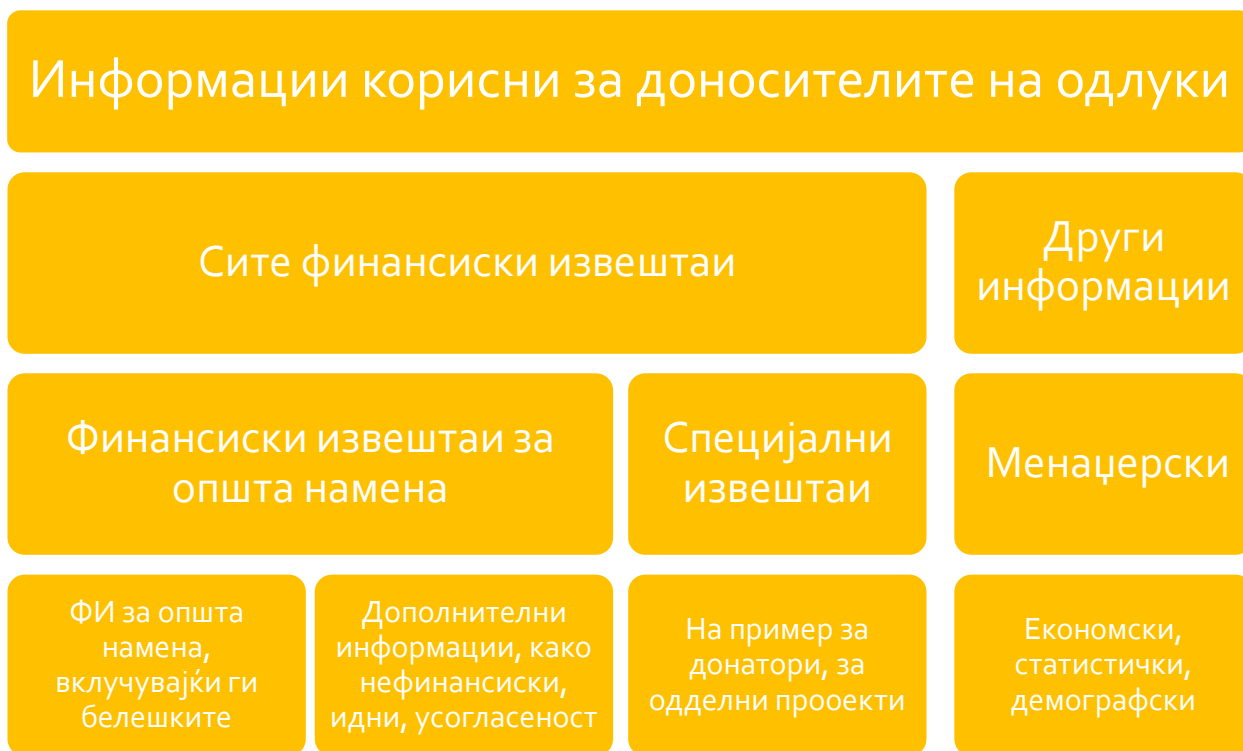 Информации корисни за доносителите на одлуки
Сите финансиски извештаи
Други
информации
Финансиски извештаи за
општа намена
Специјални
извештаи
Менаџерски
ФИ за општа
намена,
вклучувајќи ги
белешките
Дополнителни
информации, како
нефинансиски,
идни, усогласеност
На пример за
донатори, за
одделни прооекти
Економски,
статистички,
демографски